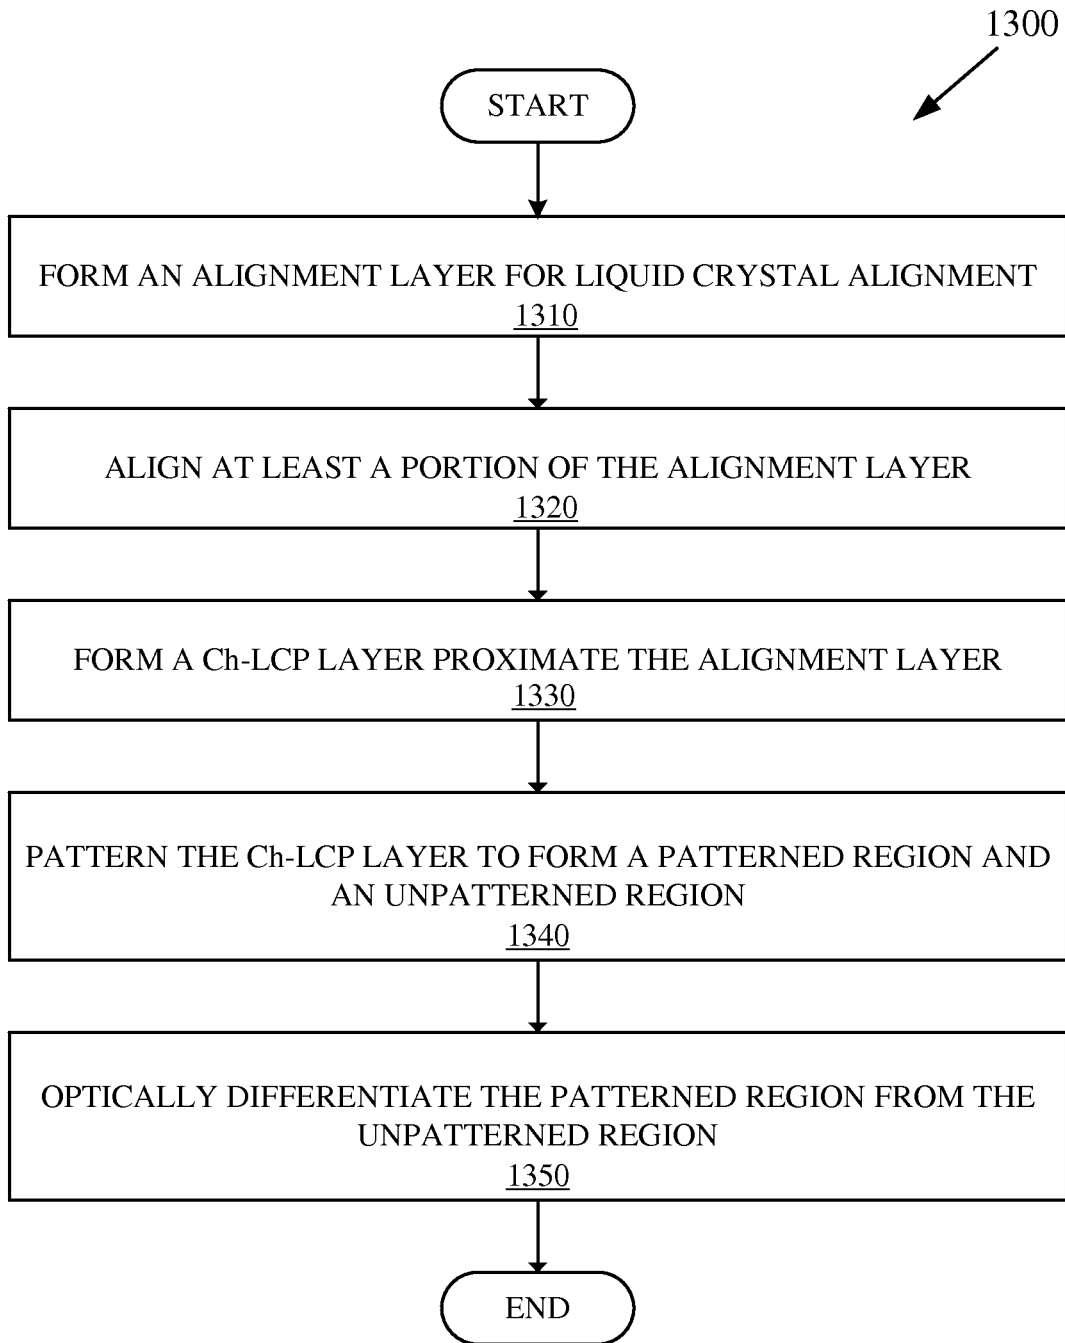 1300
START
FORM AN ALIGNMENT LAYER FOR LIQUID CRYSTAL ALIGNMENT
1310
ALIGN AT LEAST A PORTION OF THE ALIGNMENT LAYER
1320
FORM A Ch-LCP LAYER PROXIMATE THE ALIGNMENT LAYER
1330
PATTERN THE Ch-LCP LAYER TO FORM A PATTERNED REGION AND
AN UNPATTERNED REGION
1340
OPTICALLY DIFFERENTIATE THE PATTERNED REGION FROM THE
UNPATTERNED REGION
1350
END